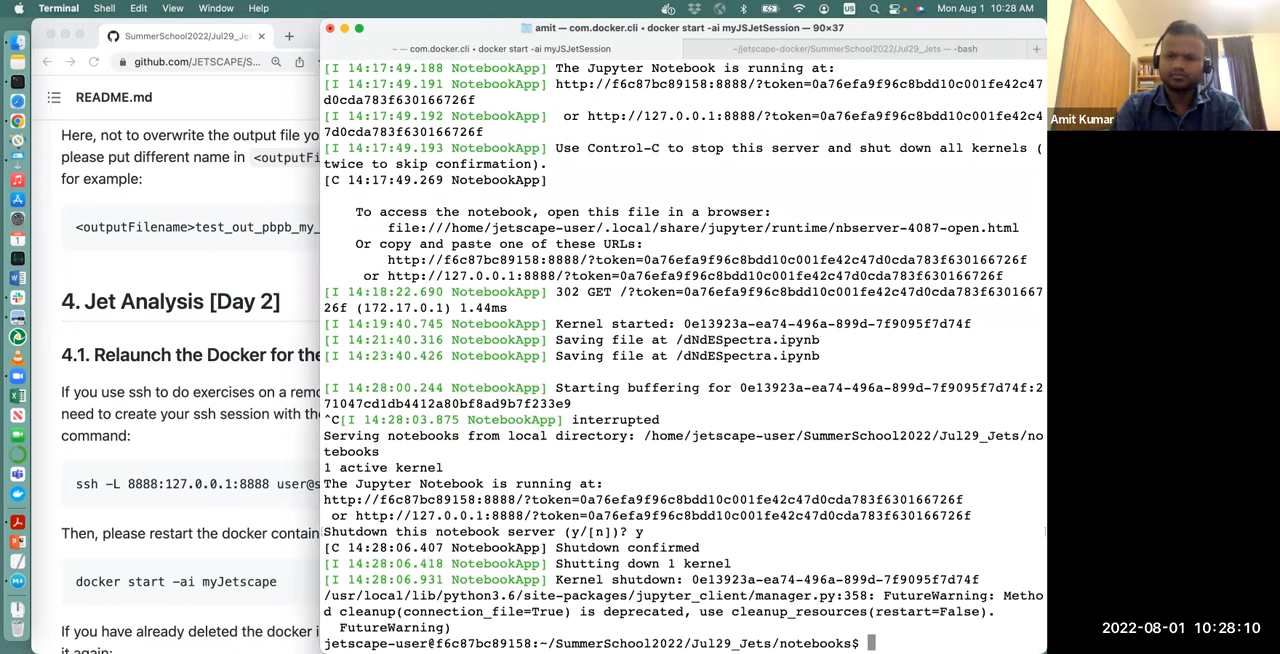 Terminal Shell Edit View Window Help
US
Mon Aug 1 10:28 AM
SummerSchool2022/Jul29_Jet
github.com/JETSCAPE/S...
README.md
Here, not to overwrite the output file yo
please put different name in <outputFi
for example:
<outputFilename>test_out_pbpb_my_
4. Jet Analysis [Day 2]
4.1. Relaunch the Docker for the
If you use ssh to do exercises on a remo
need to create your ssh session with the
command:
ssh -L 8888:127.0.0.1:8888 user@s
Then, please restart the docker contain
docker start -ai myJetscape
If you have already deleted the docker i
it again:
amit — com.docker.cli • docker start -ai myJSJetSession — 90×37
~ — com.docker.cli • docker start -ai myJSJetSession
~/jetscape-docker/SummerSchool2022/Jul29_Jets — -bash
[I 14:17:49.188 NotebookApp] The Jupyter Notebook is running at:
[I 14:17:49.191 NotebookApp] http://f6c87bc89158:8888/?token=0a76efa9f96c8bdd10c001fe42c47
d0cda783f630166726f
[I 14:17:49.192 NotebookApp]  or http://127.0.0.1:8888/?token=0a76efa9f96c8bdd10c001fe42c4
7d0cda783f630166726f
[I 14:17:49.193 NotebookApp] Use Control-C to stop this server and shut down all kernels (
twice to skip confirmation).
[C 14:17:49.269 NotebookApp]
To access the notebook, open this file in a browser:
file:///home/jetscape-user/.local/share/jupyter/runtime/nbserver-4087-open.html
Or copy and paste one of these URLs:
http://f6c87bc89158:8888/?token=0a76efa9f96c8bdd10c001fe42c47d0cda783f630166726f
or http://127.0.0.1:8888/?token=0a76efa9f96c8bdd10c001fe42c47d0cda783f630166726f
[I 14:18:22.690 NotebookApp] 302 GET /?token=0a76efa9f96c8bdd10c001fe42c47d0cda783f6301667
26f (172.17.0.1) 1.44ms
[I 14:19:40.745 NotebookApp] Kernel started: 0e13923a-ea74-496a-899d-7f9095f7d74f
[I 14:21:40.316 NotebookApp] Saving file at /dNdESpectra.ipynb
[I 14:23:40.426 NotebookApp] Saving file at /dNdESpectra.ipynb
[I 14:28:00.244 NotebookApp] Starting buffering for 0e13923a-ea74-496a-899d-7f9095f7d74f:2
71047cd1db4412a80bf8ad9b7f233e9
^C[I 14:28:03.875 NotebookApp] interrupted
Serving notebooks from local directory: /home/jetscape-user/SummerSchool2022/Jul29_Jets/no
tebooks
1 active kernel
The Jupyter Notebook is running at:
http://f6c87bc89158:8888/?token=0a76efa9f96c8bdd10c001fe42c47d0cda783f630166726f
or http://127.0.0.1:8888/?token=0a76efa9f96c8bdd10c001fe42c47d0cda783f630166726f
Shutdown this notebook server (y/[n])? y
[C 14:28:06.407 NotebookApp] Shutdown confirmed
[I 14:28:06.418 NotebookApp] Shutting down 1 kernel
[I 14:28:06.931 NotebookApp] Kernel shutdown: 0e13923a-ea74-496a-899d-7f9095f7d74f
/usr/local/lib/python3.6/site-packages/jupyter_client/manager.py:358: FutureWarning: Metho
d cleanup(connection_file=True) is deprecated, use cleanup_resources(restart=False).
FutureWarning)
jetscape-user@f6c87bc89158:~/SummerSchool2022/Jul29_Jets/notebooks$
Amit Kumar
2022-08-01 10:28:10